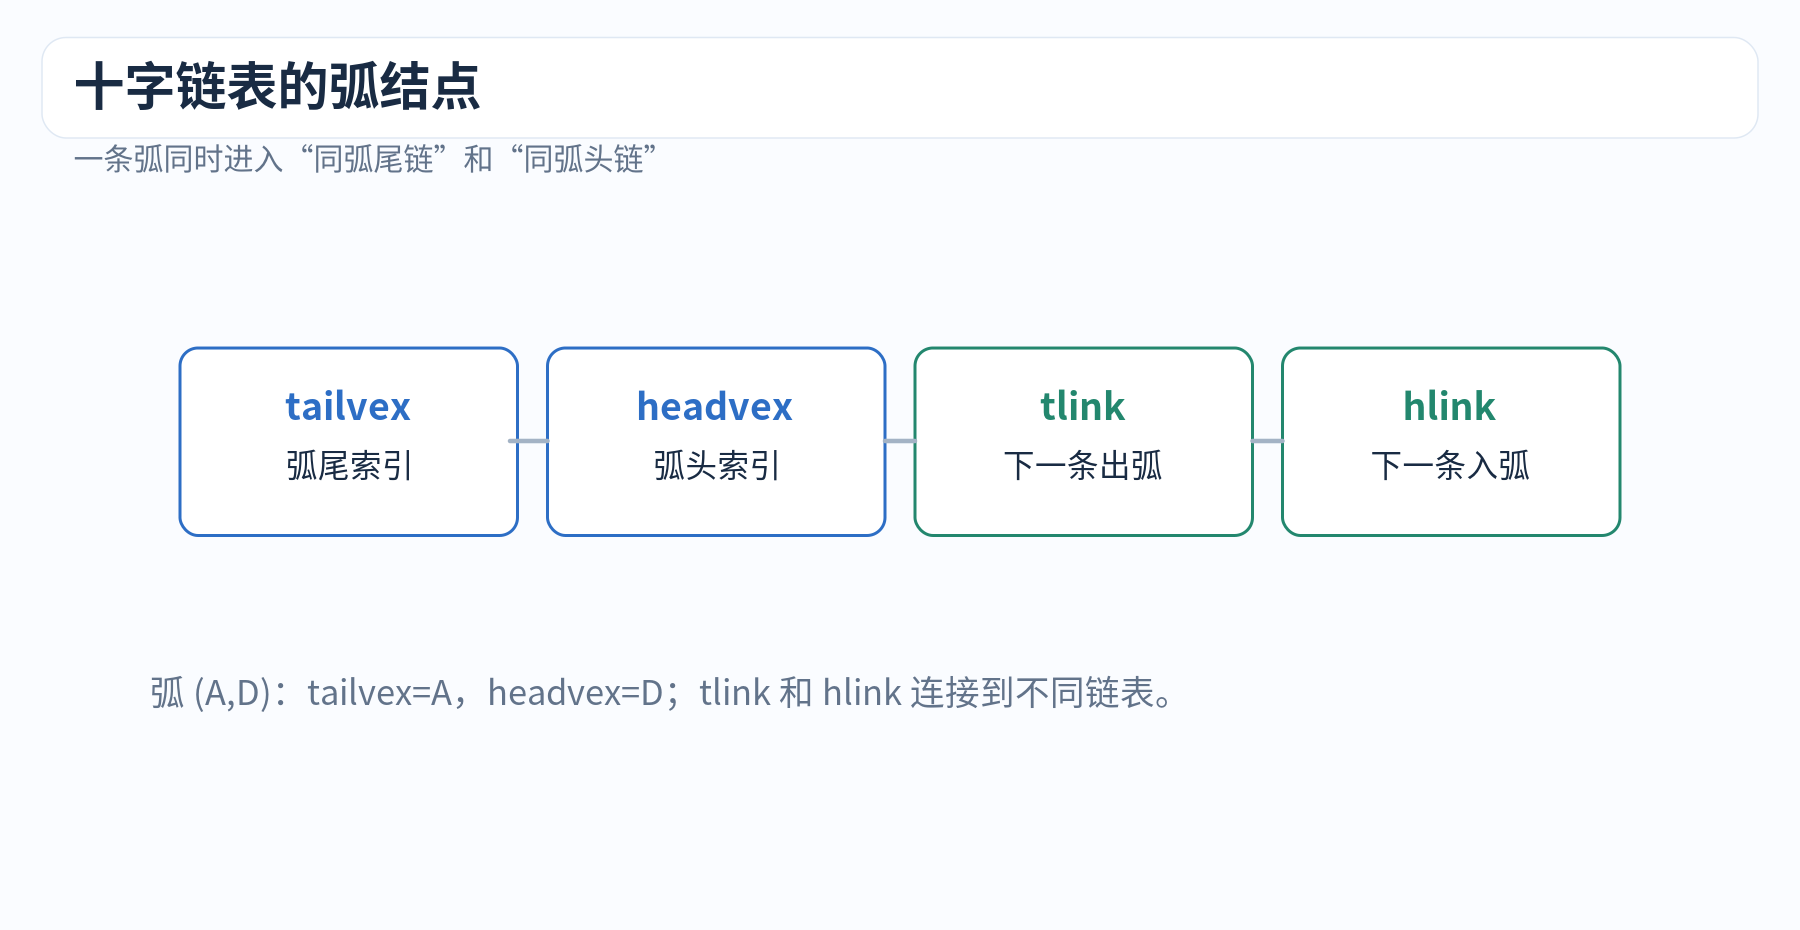 十字链表的弧结点
一条弧同时进入“同弧尾链”和“同弧头链”
tailvex
弧尾索引
headvex
弧头索引
tlink
下一条出弧
hlink
下一条入弧
弧 (A,D)：tailvex=A，headvex=D；tlink 和 hlink 连接到不同链表。